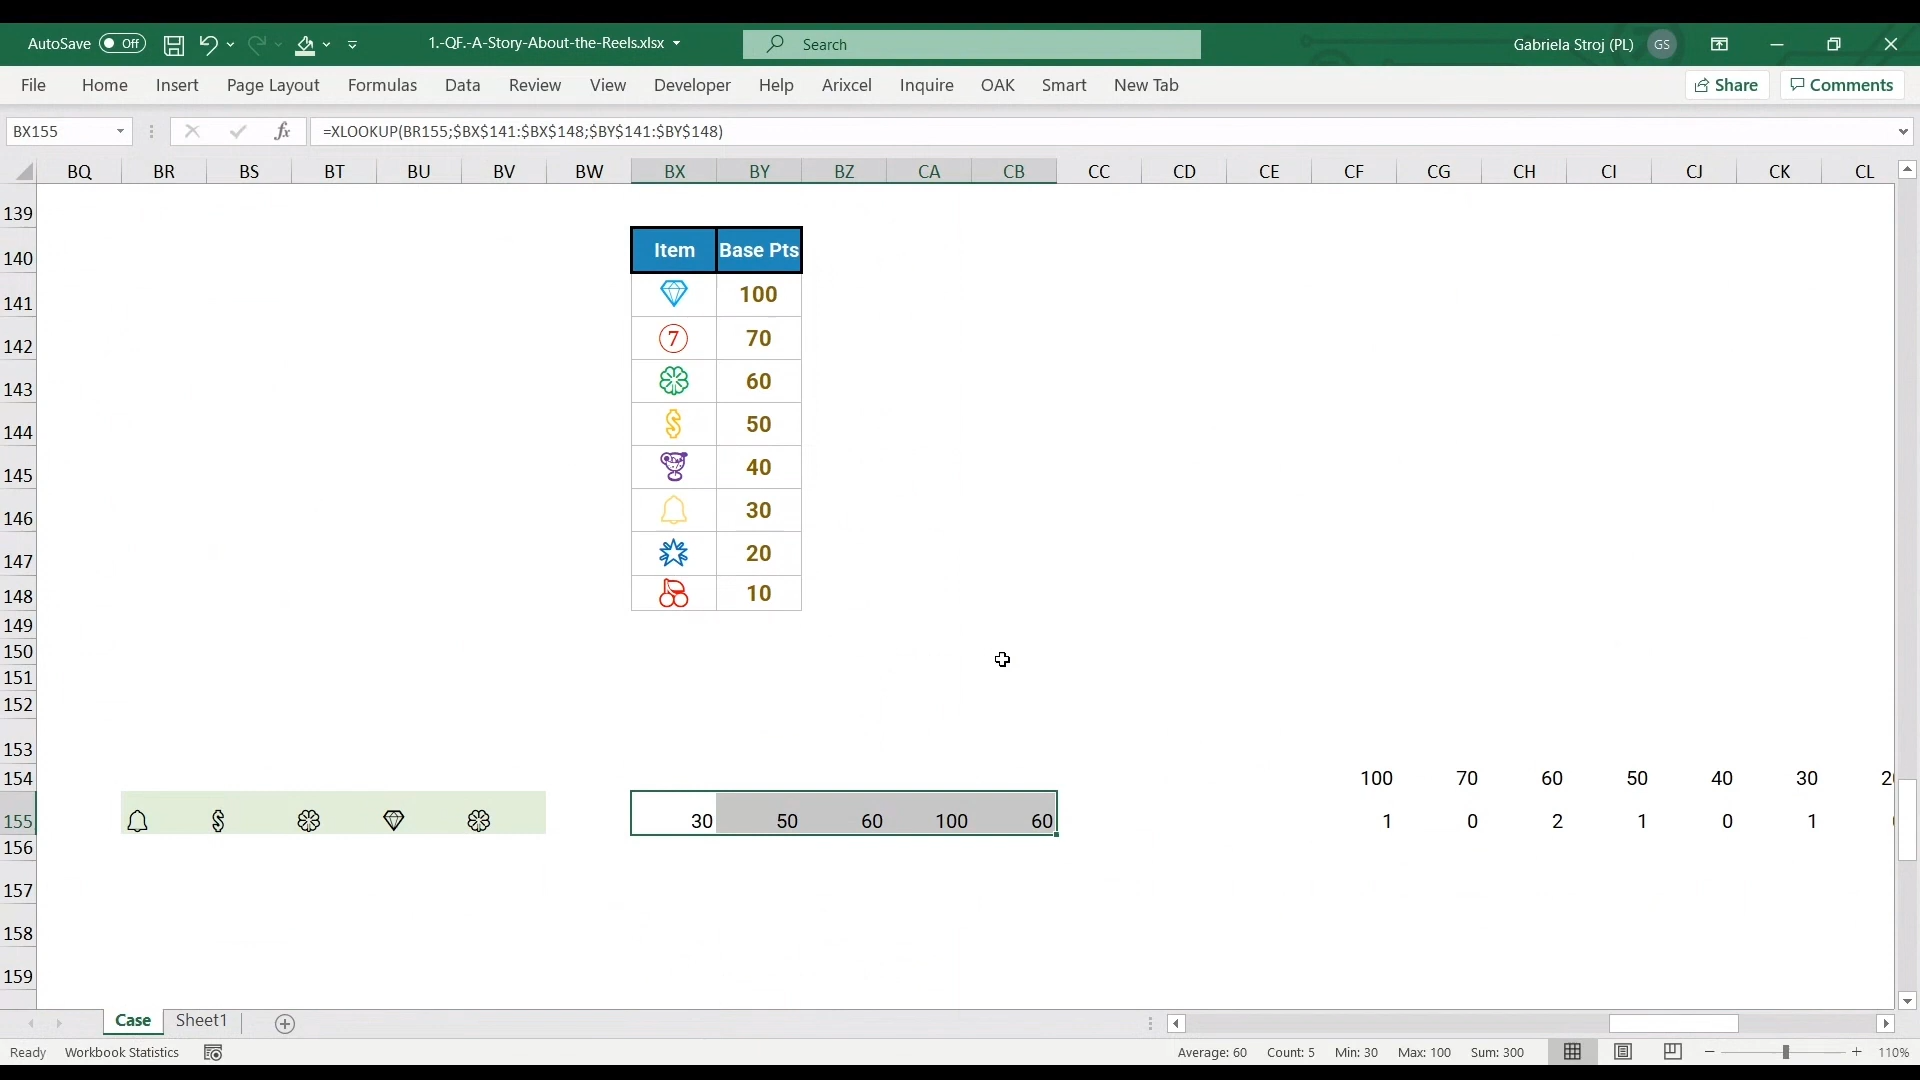 AutoSave Off 1.-QF.-A-Story-About-the-Reels.xlsx Search Gabriela Stroj (PL) GS
File Home Insert Page Layout Formulas Data Review View Developer Help Arixcel Inquire OAK Smart New Tab Share Comments
BX155 fx =XLOOKUP(BR155;$BX$141:$BX$148;$BY$141:$BY$148)
BQ BR BS BT BU BV BW BX BY BZ CA CB CC CD CE CF CG CH CI CJ CK CL
139
140 Item Base Pts
141 100
142 7 70
143 60
144 $ 50
145 40
146 30
147 20
148 10
149
150
151
152
153
154 100 70 60 50 40 30
155 $ 30 50 60 100 60 1 0 2 1 0 1
156
157
158
159
Case Sheet1
Ready Workbook Statistics Average: 60 Count: 5 Min: 30 Max: 100 Sum: 300 110%